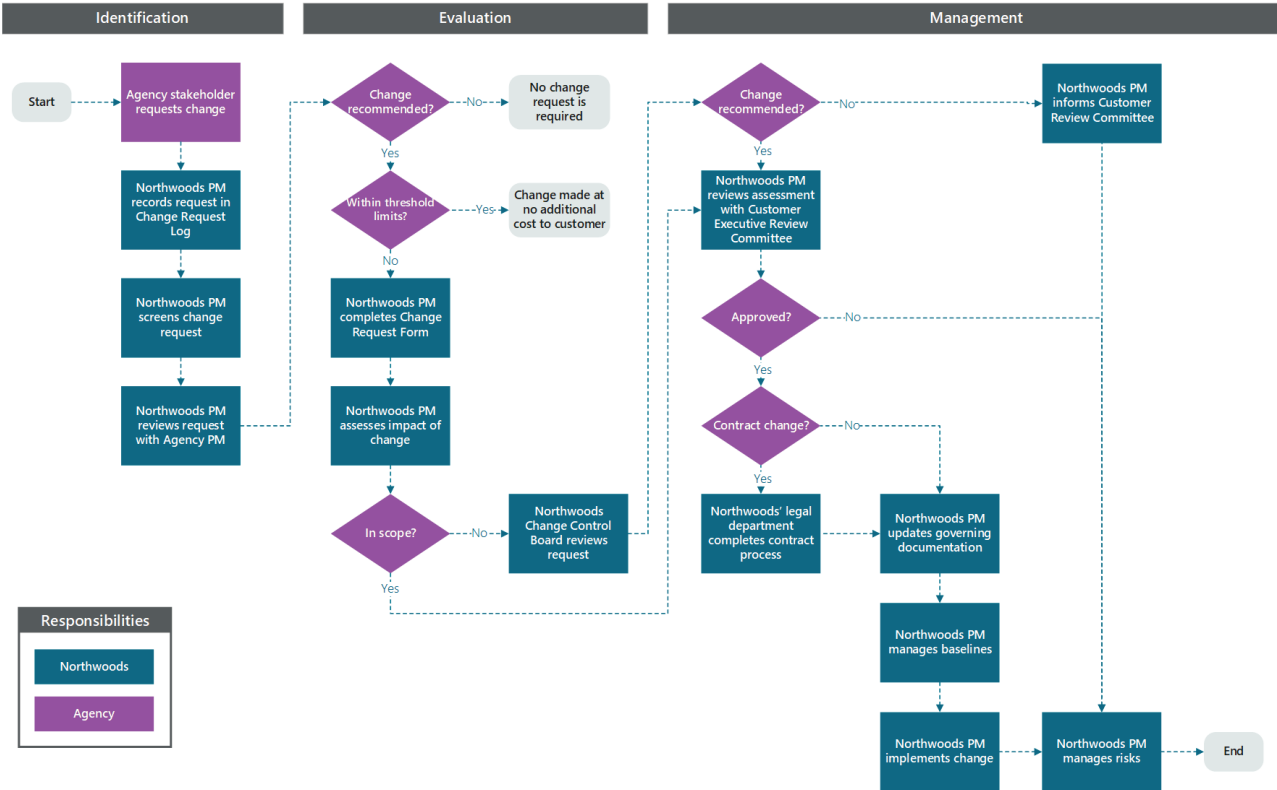 Identification
Evaluation
Management
Start
Agency stakeholder
requests change
Northwoods PM
records request in
Change Request
Log
Northwoods PM
screens change
request
Northwoods PM
reviews request
with Agency PM
Change
recommended?
No
No change
request is
required
Yes
Within threshold
limits?
Yes
Change made at
no additional
cost to customer
No
Northwoods PM
completes Change
Request Form
Northwoods PM
assesses impact of
change
In scope?
No
Northwoods
Change Control
Board reviews
request
Yes
Change
recommended?
No
Northwoods PM
informs Customer
Review Committee
Yes
Northwoods PM
reviews assessment
with Customer
Executive Review
Committee
Approved?
No
Yes
Contract change?
No
Yes
Northwoods' legal
department
completes contract
process
Northwoods PM
updates governing
documentation
Northwoods PM
manages baselines
Northwoods PM
implements change
Northwoods PM
manages risks
End
Responsibilities
Northwoods
Agency